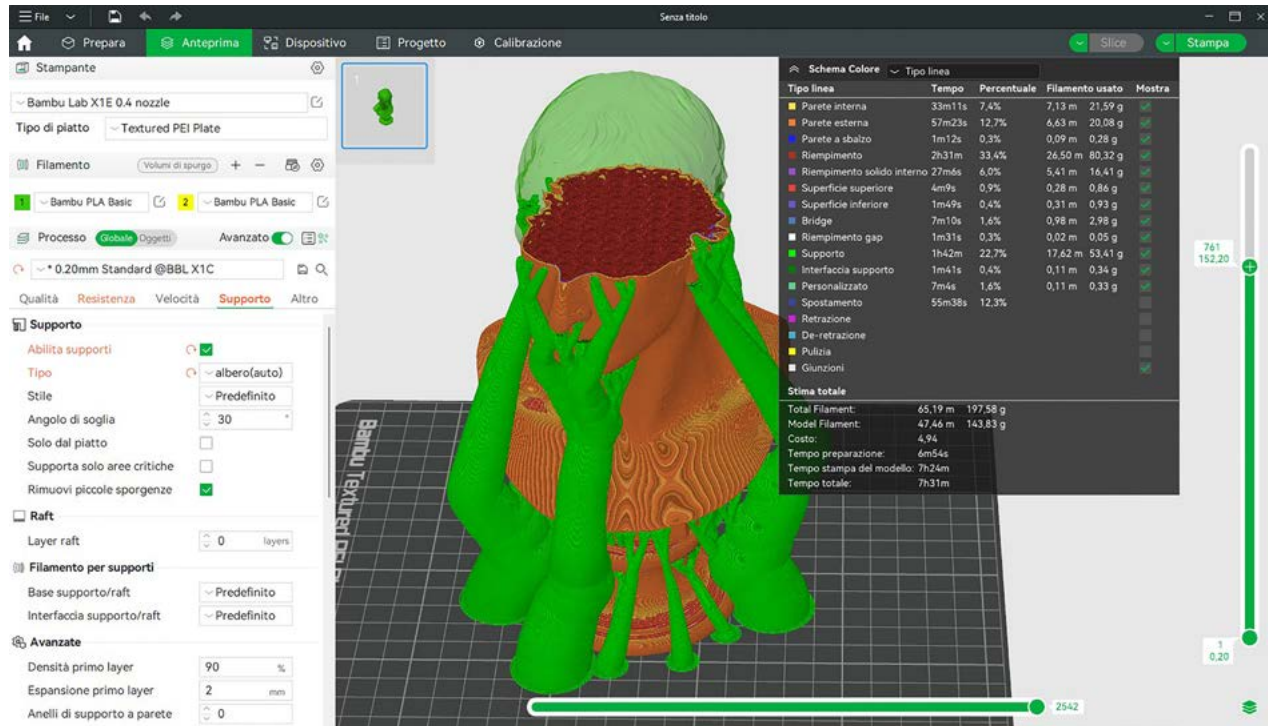 File
Senza titolo
Prepara Anteprima Dispositivo Progetto Calibrazione Slice Stampa
Stampante
Bambu Lab X1E 0.4 nozzle
Tipo di piatto Textured PEI Plate
Filamento Volumi di spurgo + −
1 Bambu PLA Basic 2 Bambu PLA Basic
Processo Globale Oggetti Avanzato
* 0.20mm Standard @BBL X1C
Qualità Resistenza Velocità Supporto Altro
Supporto
Abilita supporti
Tipo albero(auto)
Stile Predefinito
Angolo di soglia 30 °
Solo dal piatto
Supporta solo aree critiche
Rimuovi piccole sporgenze
Raft
Layer raft 0 layers
Filamento per supporti
Base supporto/raft Predefinito
Interfaccia supporto/raft Predefinito
Avanzate
Densità primo layer 90 %
Espansione primo layer 2 mm
Anelli di supporto a parete 0
1
Bambu Textured PEI Pl
Schema Colore Tipo linea
Tipo linea Tempo Percentuale Filamento usato Mostra
Parete interna 33m11s 7,4% 7,13 m 21,59 g
Parete esterna 57m23s 12,7% 6,63 m 20,08 g
Parete a sbalzo 1m12s 0,3% 0,09 m 0,28 g
Riempimento 2h31m 33,4% 26,50 m 80,32 g
Riempimento solido interno 27m6s 6,0% 5,41 m 16,41 g
Superficie superiore 4m9s 0,9% 0,28 m 0,86 g
Superficie inferiore 1m49s 0,4% 0,31 m 0,93 g
Bridge 7m10s 1,6% 0,98 m 2,98 g
Riempimento gap 1m31s 0,3% 0,02 m 0,05 g
Supporto 1h42m 22,7% 17,62 m 53,41 g
Interfaccia supporto 1m41s 0,4% 0,11 m 0,34 g
Personalizzato 7m4s 1,6% 0,11 m 0,33 g
Spostamento 55m38s 12,3%
Retrazione
De-retrazione
Pulizia
Giunzioni
Stima totale
Total Filament: 65,19 m 197,58 g
Model Filament: 47,46 m 143,83 g
Costo: 4,94
Tempo preparazione: 6m54s
Tempo stampa del modello: 7h24m
Tempo totale: 7h31m
761
152,20
1
0,20
2542